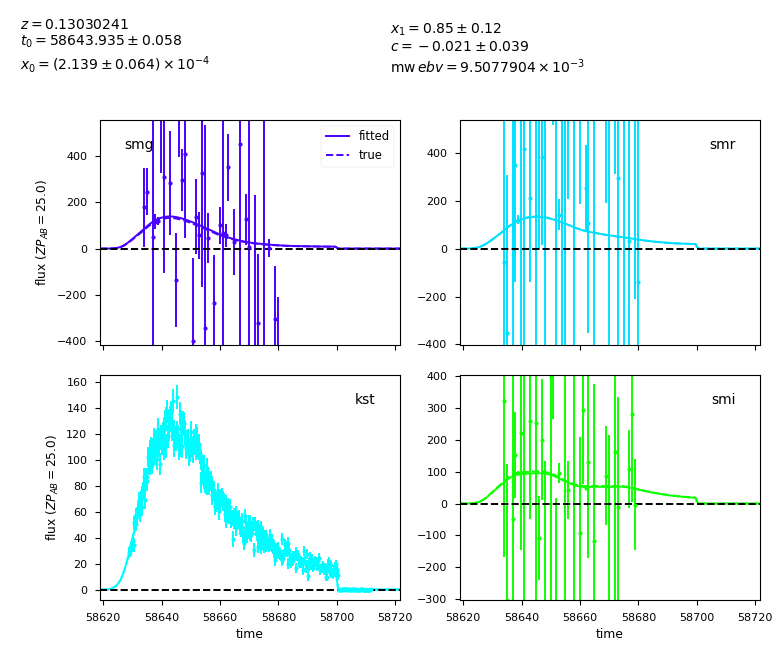 z = 0.13030241
t₀ = 58643.935 ± 0.058
x₀ = (2.139 ± 0.064) × 10⁻⁴
x₁ = 0.85 ± 0.12
c = −0.021 ± 0.039
mw ebv = 9.5077904 × 10⁻³
smg
fitted
true
400
200
0
−200
−400
flux (ZP_AB = 25.0)
smr
400
200
0
−200
−400
kst
160
140
120
100
80
60
40
20
0
flux (ZP_AB = 25.0)
58620 58640 58660 58680 58700 58720
time
smi
400
300
200
100
0
−100
−200
−300
58620 58640 58660 58680 58700 58720
time